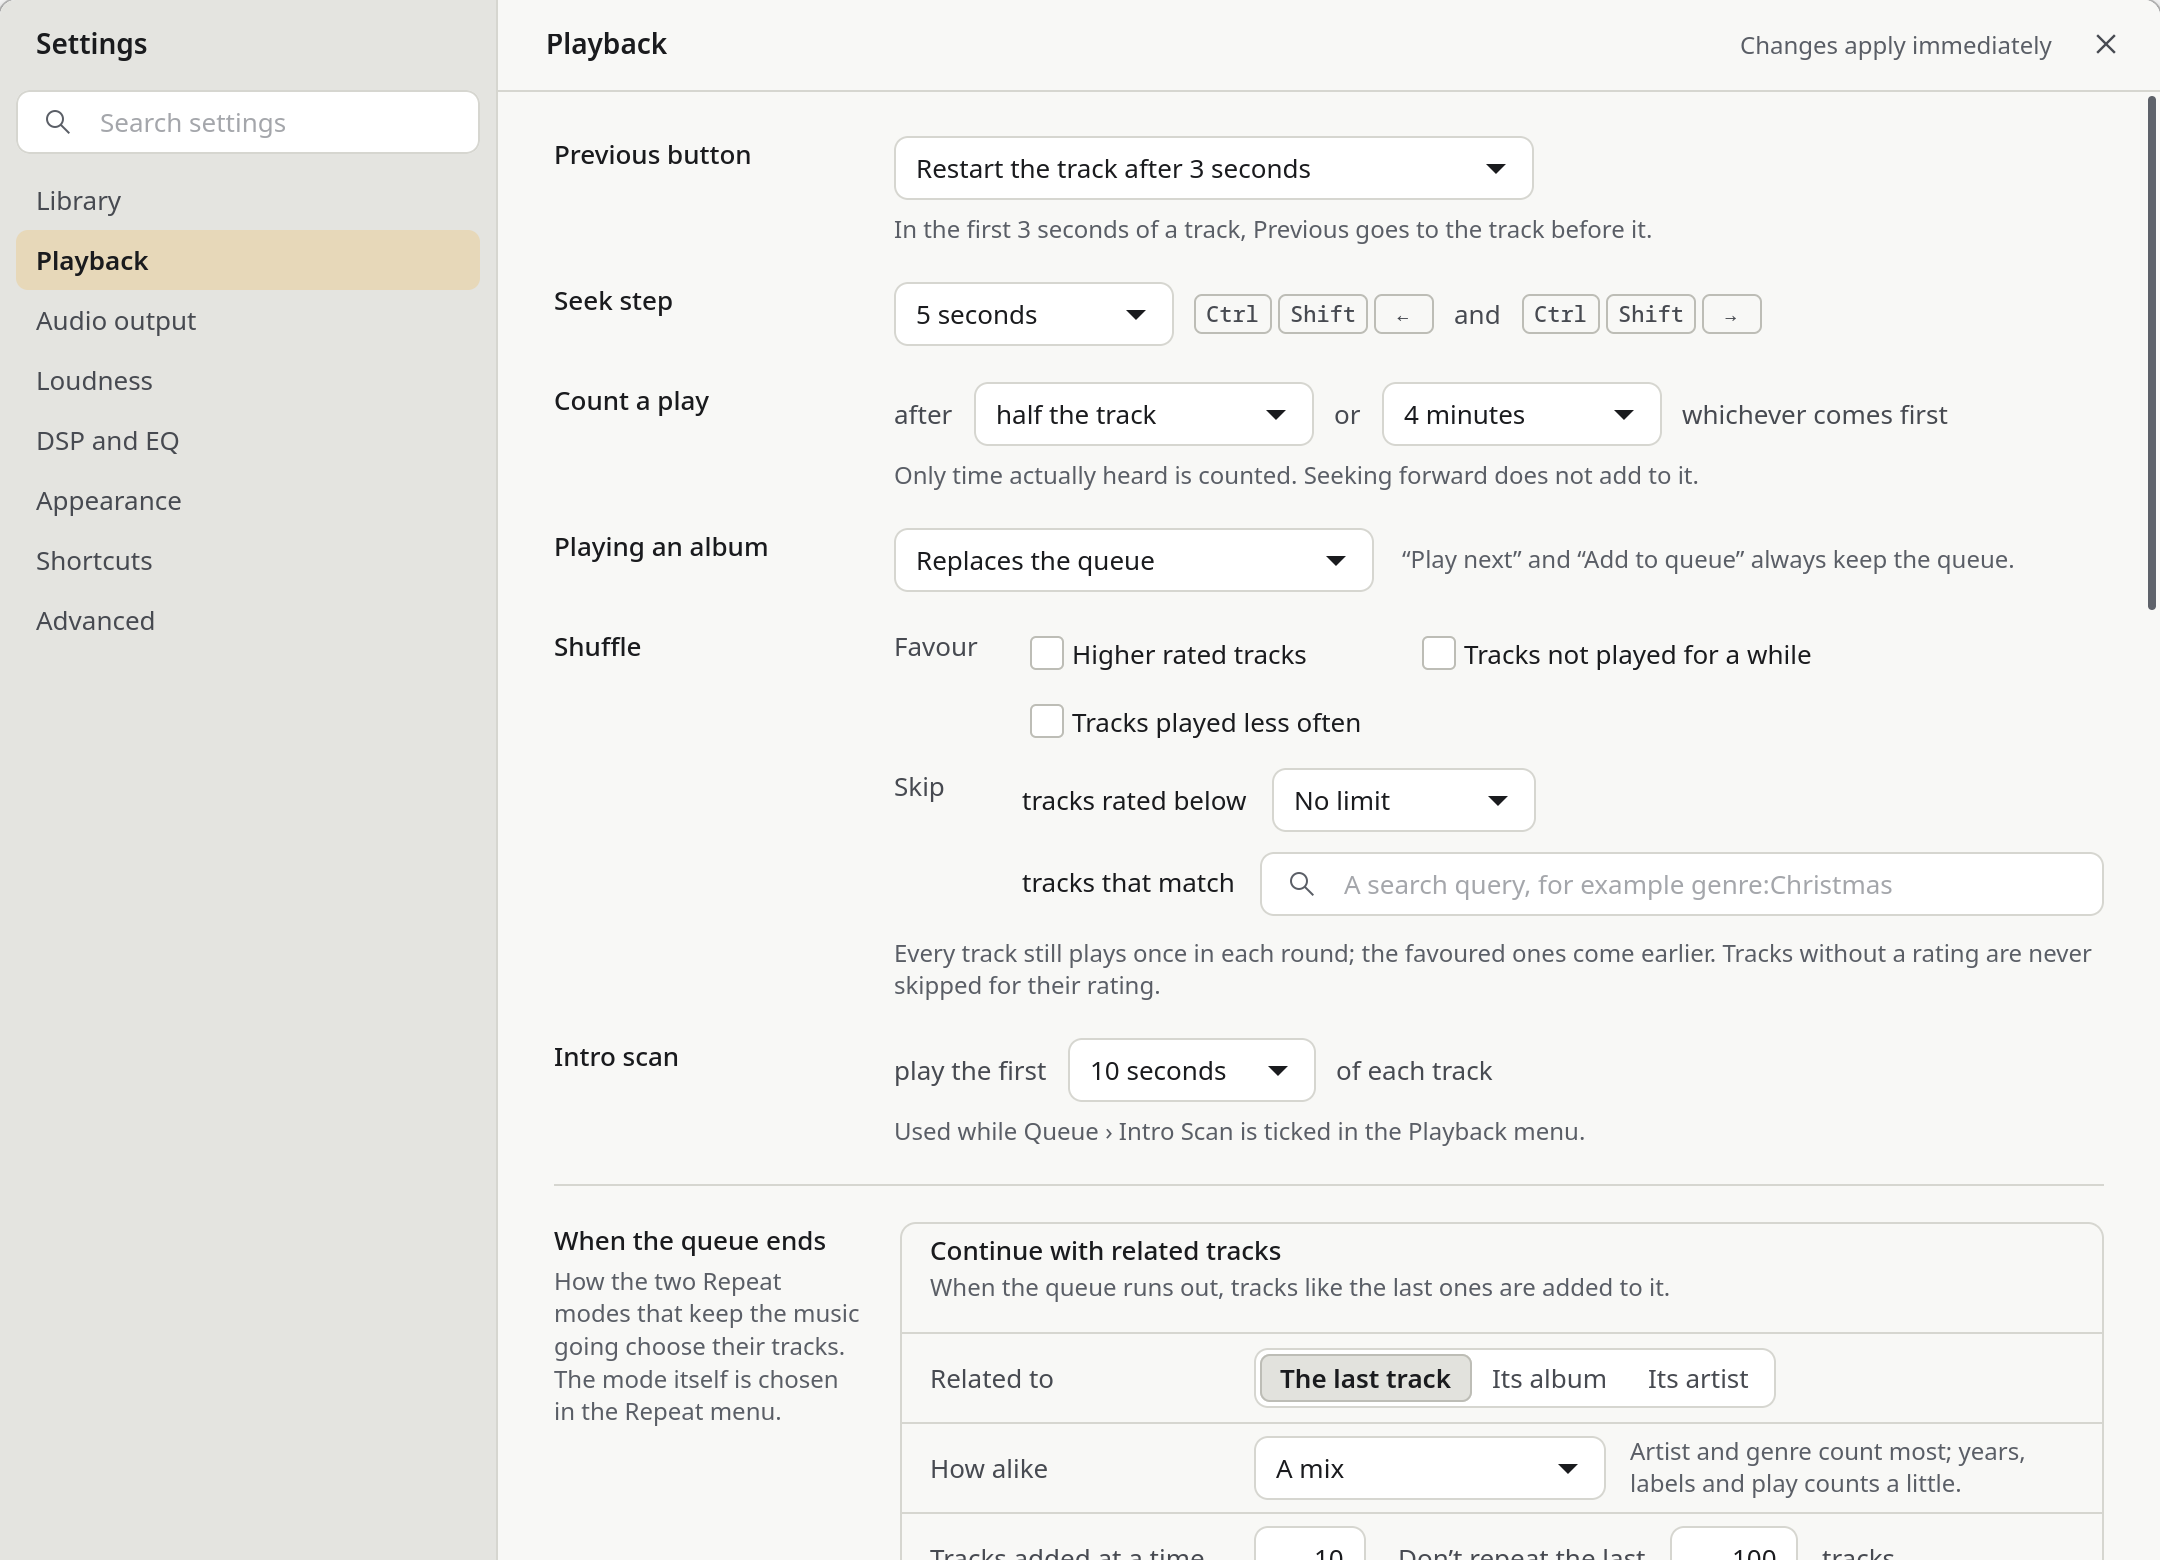 Settings
Search settings
Library
Playback
Audio output
Loudness
DSP and EQ
Appearance
Shortcuts
Advanced
Playback
Changes apply immediately
Previous button
Restart the track after 3 seconds
In the first 3 seconds of a track, Previous goes to the track before it.
Seek step
5 seconds Ctrl Shift ← and Ctrl Shift →
Count a play
after half the track or 4 minutes whichever comes first
Only time actually heard is counted. Seeking forward does not add to it.
Playing an album
Replaces the queue “Play next” and “Add to queue” always keep the queue.
Shuffle
Favour Higher rated tracks Tracks not played for a while
Tracks played less often
Skip tracks rated below No limit
tracks that match A search query, for example genre:Christmas
Every track still plays once in each round; the favoured ones come earlier. Tracks without a rating are never
skipped for their rating.
Intro scan
play the first 10 seconds of each track
Used while Queue › Intro Scan is ticked in the Playback menu.
When the queue ends
How the two Repeat
modes that keep the music
going choose their tracks.
The mode itself is chosen
in the Repeat menu.
Continue with related tracks
When the queue runs out, tracks like the last ones are added to it.
Related to The last track Its album Its artist
How alike A mix Artist and genre count most; years,
labels and play counts a little.
Tracks added at a time 10 Don’t repeat the last 100 tracks